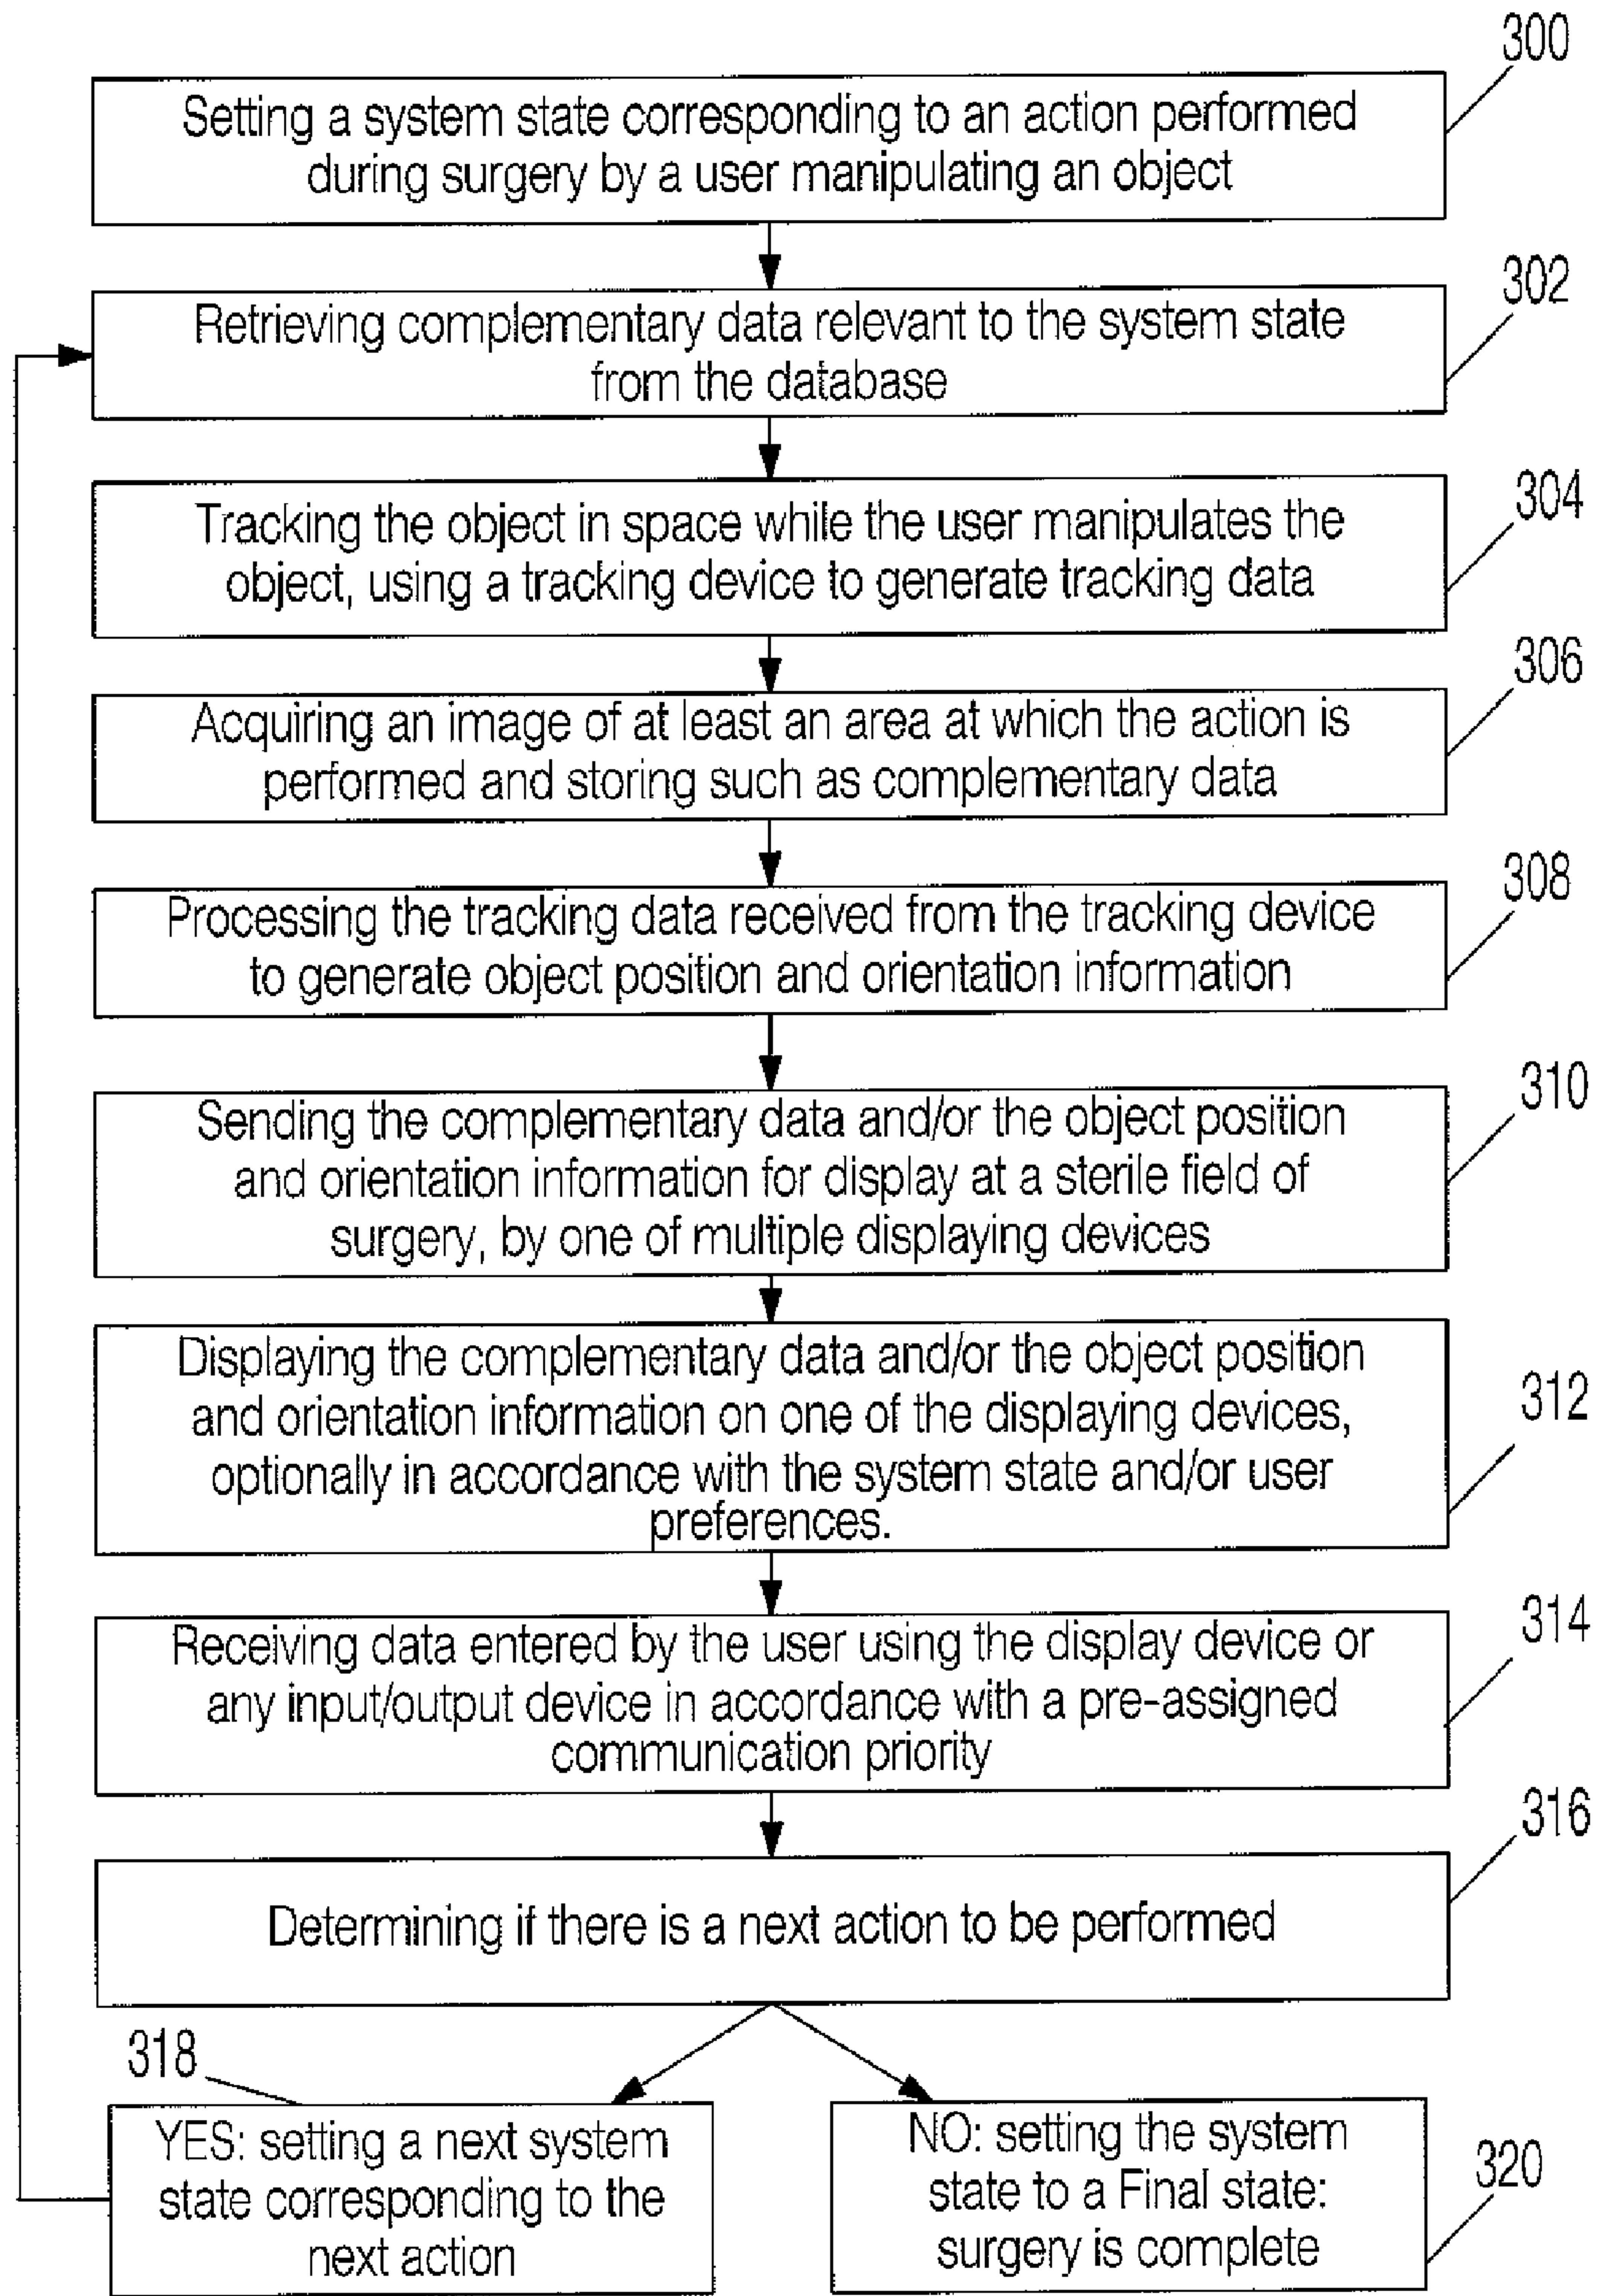 300
Setting a system state corresponding to an action performed
during surgery by a user manipulating an object
302
Retrieving complementary data relevant to the system state
from the database
304
Tracking the object in space while the user manipulates the
object, using a tracking device to generate tracking data
306
Acquiring an image of at least an area at which the action is
performed and storing such as complementary data
308
Processing the tracking data received from the tracking device
to generate object position and orientation information
310
Sending the complementary data and/or the object position
and orientation information for display at a sterile field of
surgery, by one of multiple displaying devices
312
Displaying the complementary data and/or the object position
and orientation information on one of the displaying devices,
optionally in accordance with the system state and/or user
preferences.
314
Receiving data entered by the user using the display device or
any input/output device in accordance with a pre-assigned
communication priority
316
Determining if there is a next action to be performed
318
YES: setting a next system
state corresponding to the
next action
NO: setting the system
state to a Final state:
surgery is complete
320